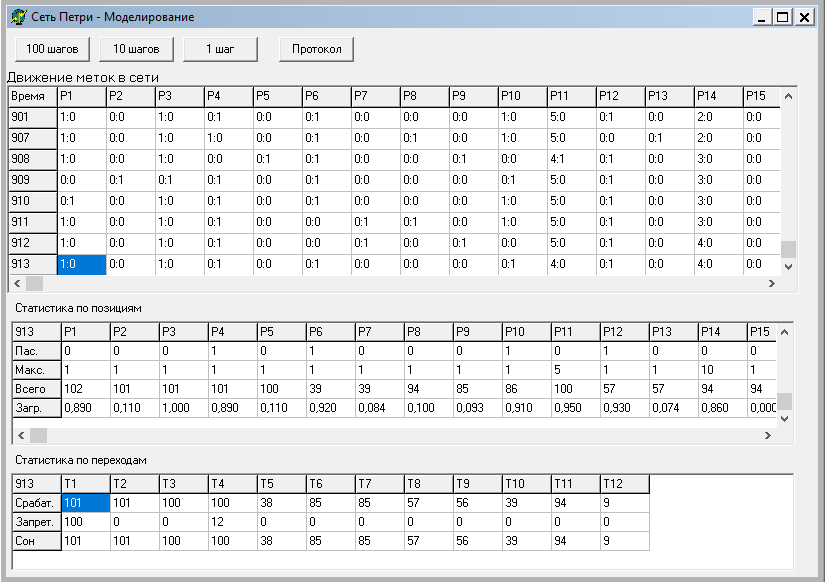 Сеть Петри - Моделирование
100 шагов 10 шагов 1 шаг Протокол
Движение меток в сети
Время P1 P2 P3 P4 P5 P6 P7 P8 P9 P10 P11 P12 P13 P14 P15
901 1:0 0:0 1:0 0:1 0:0 0:1 0:0 0:0 0:0 1:0 5:0 0:1 0:0 2:0 0:0
907 1:0 0:0 1:0 1:0 0:0 0:1 0:0 0:1 0:0 1:0 5:0 0:0 0:1 2:0 0:0
908 1:0 0:0 1:0 0:0 0:1 0:1 0:0 0:0 0:1 0:0 4:1 0:1 0:0 3:0 0:0
909 0:0 0:1 0:1 0:1 0:0 0:1 0:0 0:0 0:0 0:1 5:0 0:1 0:0 3:0 0:0
910 0:1 0:0 1:0 0:1 0:0 0:1 0:0 0:0 0:0 1:0 5:0 0:1 0:0 3:0 0:0
911 1:0 0:0 1:0 0:1 0:0 0:0 0:1 0:1 0:0 1:0 5:0 0:1 0:0 3:0 0:0
912 1:0 0:0 1:0 0:1 0:0 0:0 0:1 0:0 0:1 0:0 5:0 0:1 0:0 4:0 0:0
913 1:0 0:0 1:0 0:1 0:0 0:1 0:0 0:0 0:0 0:1 4:0 0:1 0:0 4:0 0:0
Статистика по позициям
913 P1 P2 P3 P4 P5 P6 P7 P8 P9 P10 P11 P12 P13 P14 P15
Пас. 0 0 0 1 0 1 0 0 0 1 0 1 0 0 0
Макс. 1 1 1 1 1 1 1 1 1 1 5 1 1 10 1
Всего 102 101 101 101 100 39 39 94 85 86 100 57 57 94 94
Загр. 0,890 0,110 1,000 0,890 0,110 0,920 0,084 0,100 0,093 0,910 0,950 0,930 0,074 0,860 0,000
Статистика по переходам
913 T1 T2 T3 T4 T5 T6 T7 T8 T9 T10 T11 T12
Срабат. 101 101 100 100 38 85 85 57 56 39 94 9
Запрет. 100 0 0 12 0 0 0 0 0 0 0 0
Сон 101 101 100 100 38 85 85 57 56 39 94 9